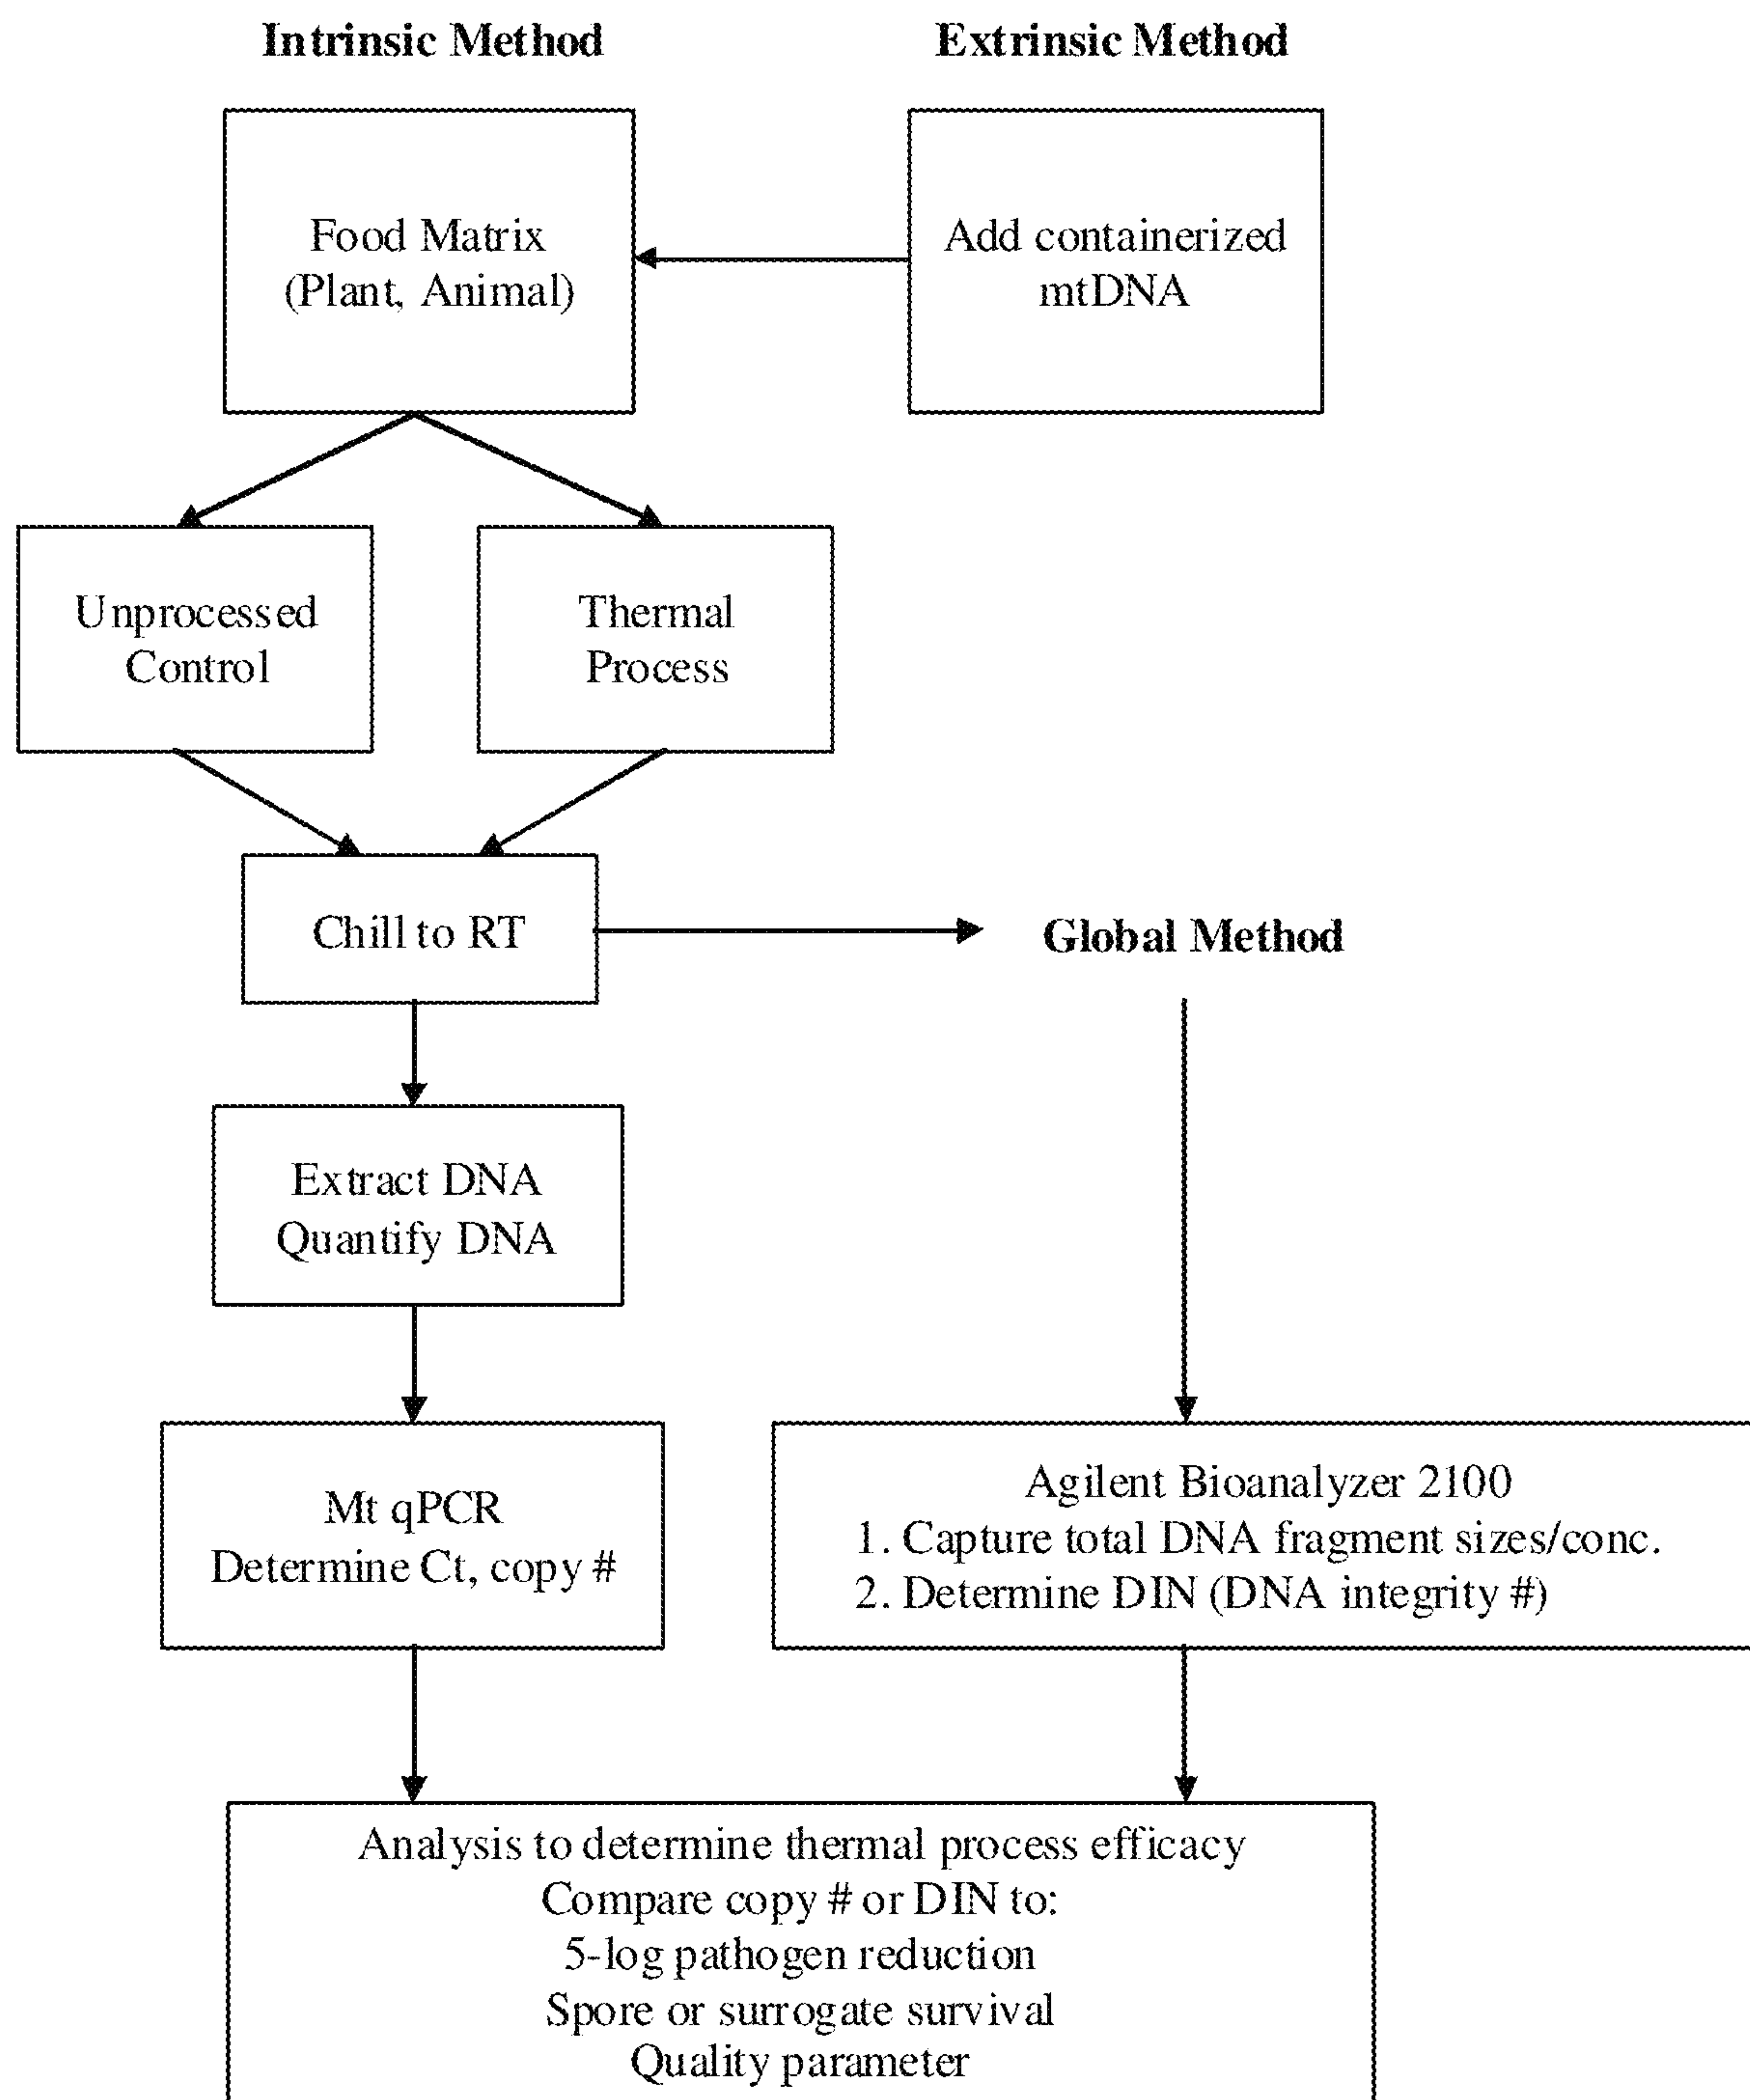 Intrinsic Method
Extrinsic Method
Food Matrix
(Plant, Animal)
Add containerized
mtDNA
Unprocessed
Control
Thermal
Process
Chill to RT
Global Method
Extract DNA
Quantify DNA
Mt qPCR
Determine Ct, copy #
Agilent Bioanalyzer 2100
1. Capture total DNA fragment sizes/conc.
2. Determine DIN (DNA integrity #)
Analysis to determine thermal process efficacy
Compare copy # or DIN to:
5-log pathogen reduction
Spore or surrogate survival
Quality parameter